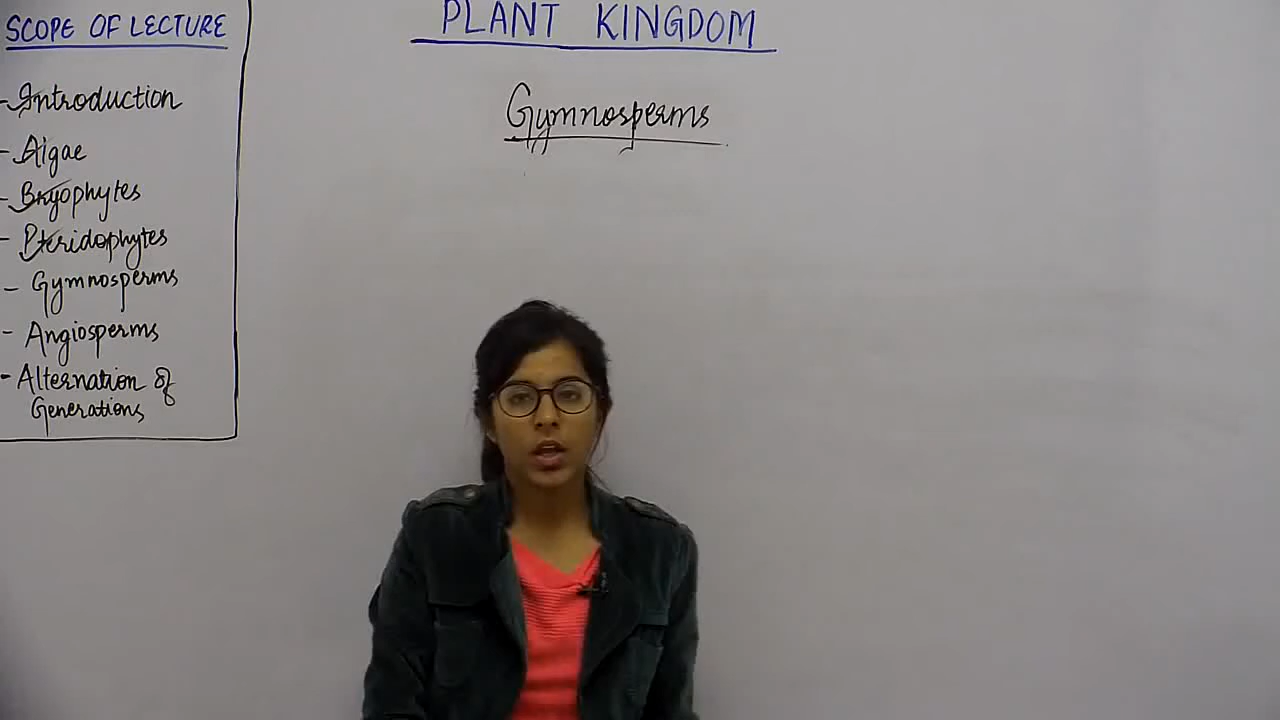 SCOPE OF LECTURE
- Introduction
- Algae
- Bryophytes
- Pteridophytes
- Gymnosperms
- Angiosperms
- Alternation of
Generations
PLANT KINGDOM
Gymnosperms